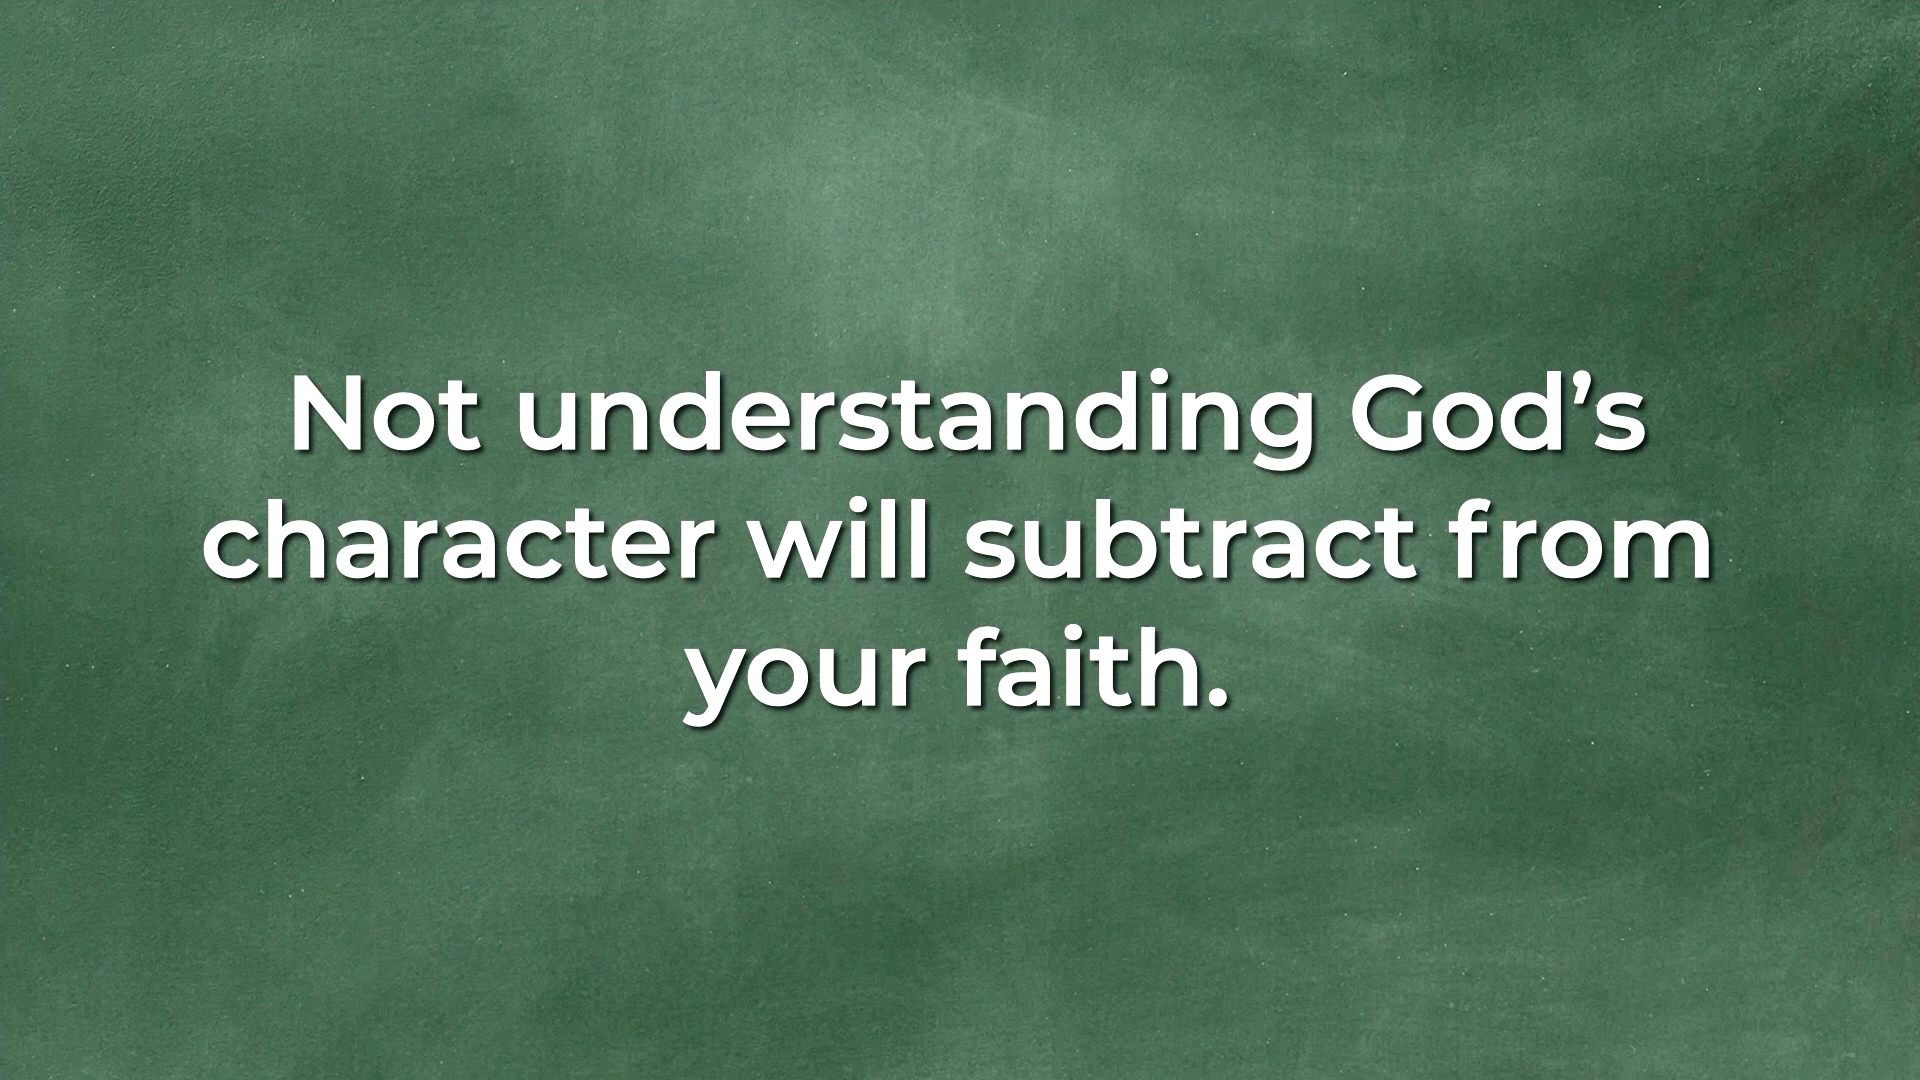 Not understanding God’s
character will subtract from
your faith.